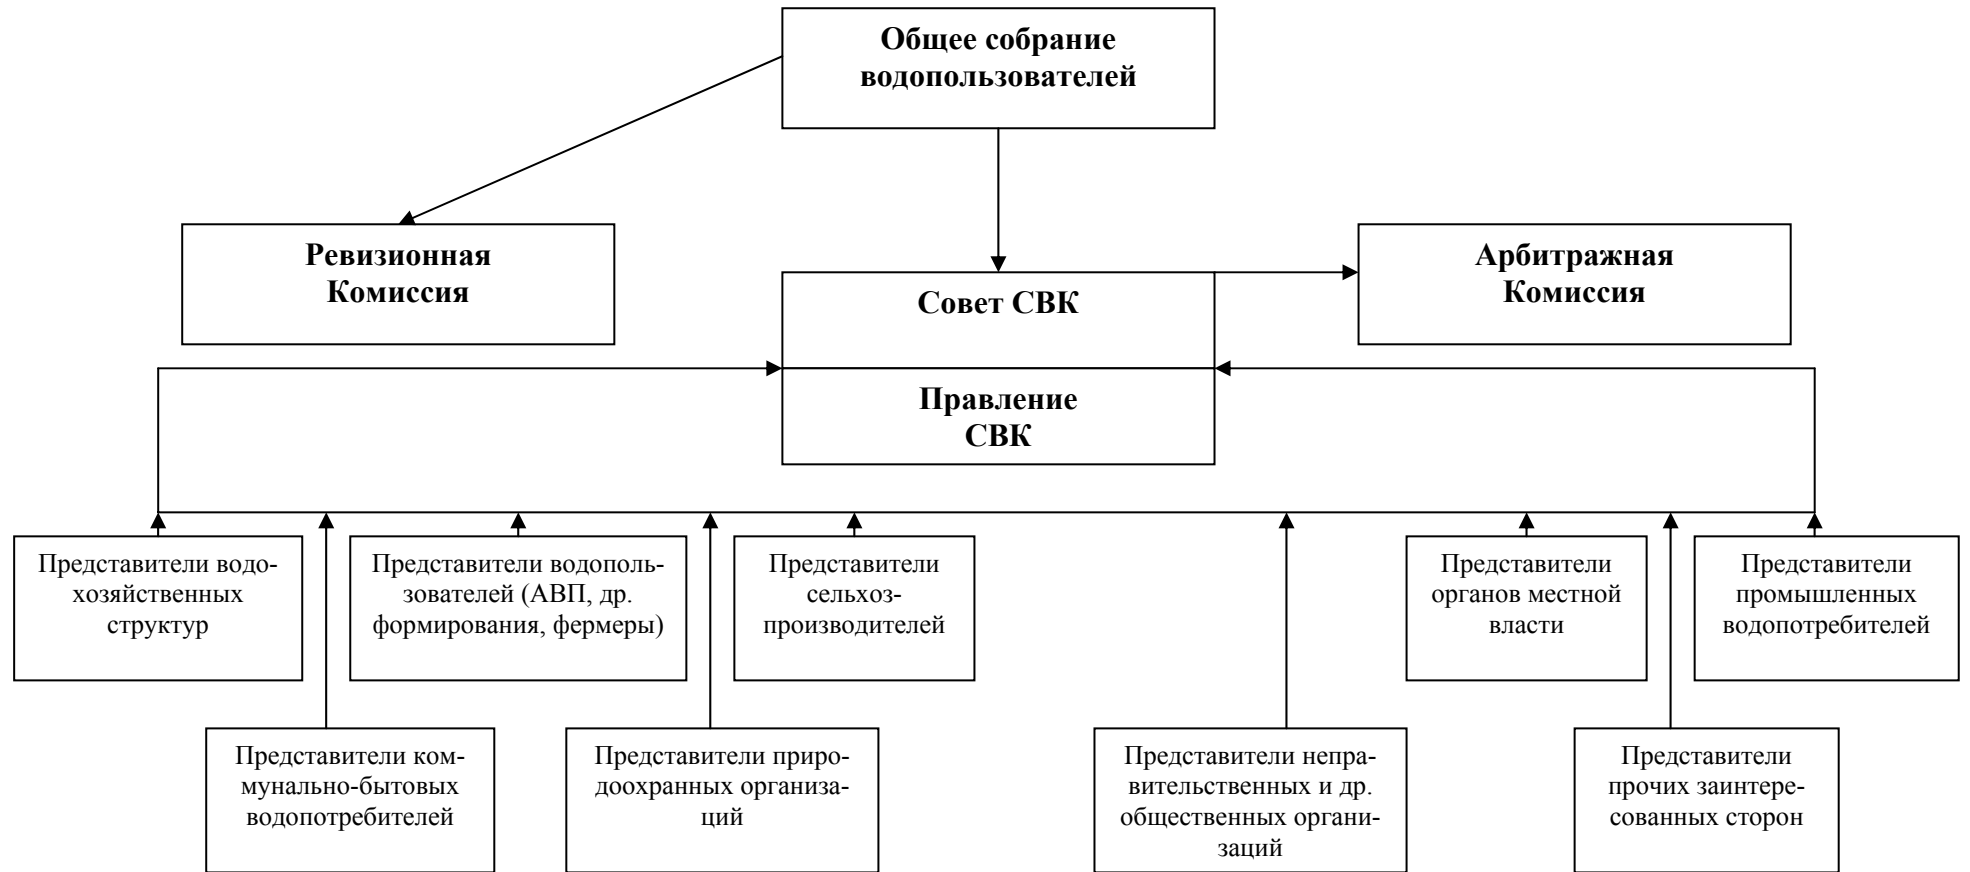 Общее собрание
водопользователей
Ревизионная
Комиссия
Совет СВК
Арбитражная
Комиссия
Правление
СВК
Представители водо-
хозяйственных
структур
Представители водополь-
зователей (АВП, др.
формирования, фермеры)
Представители
сельхоз-
производителей
Представители
органов местной
власти
Представители
промышленных
водопотребителей
Представители ком-
мунально-бытовых
водопотребителей
Представители приро-
доохранных организа-
ций
Представители непра-
вительственных и др.
общественных органи-
заций
Представители
прочих заинтере-
сованных сторон